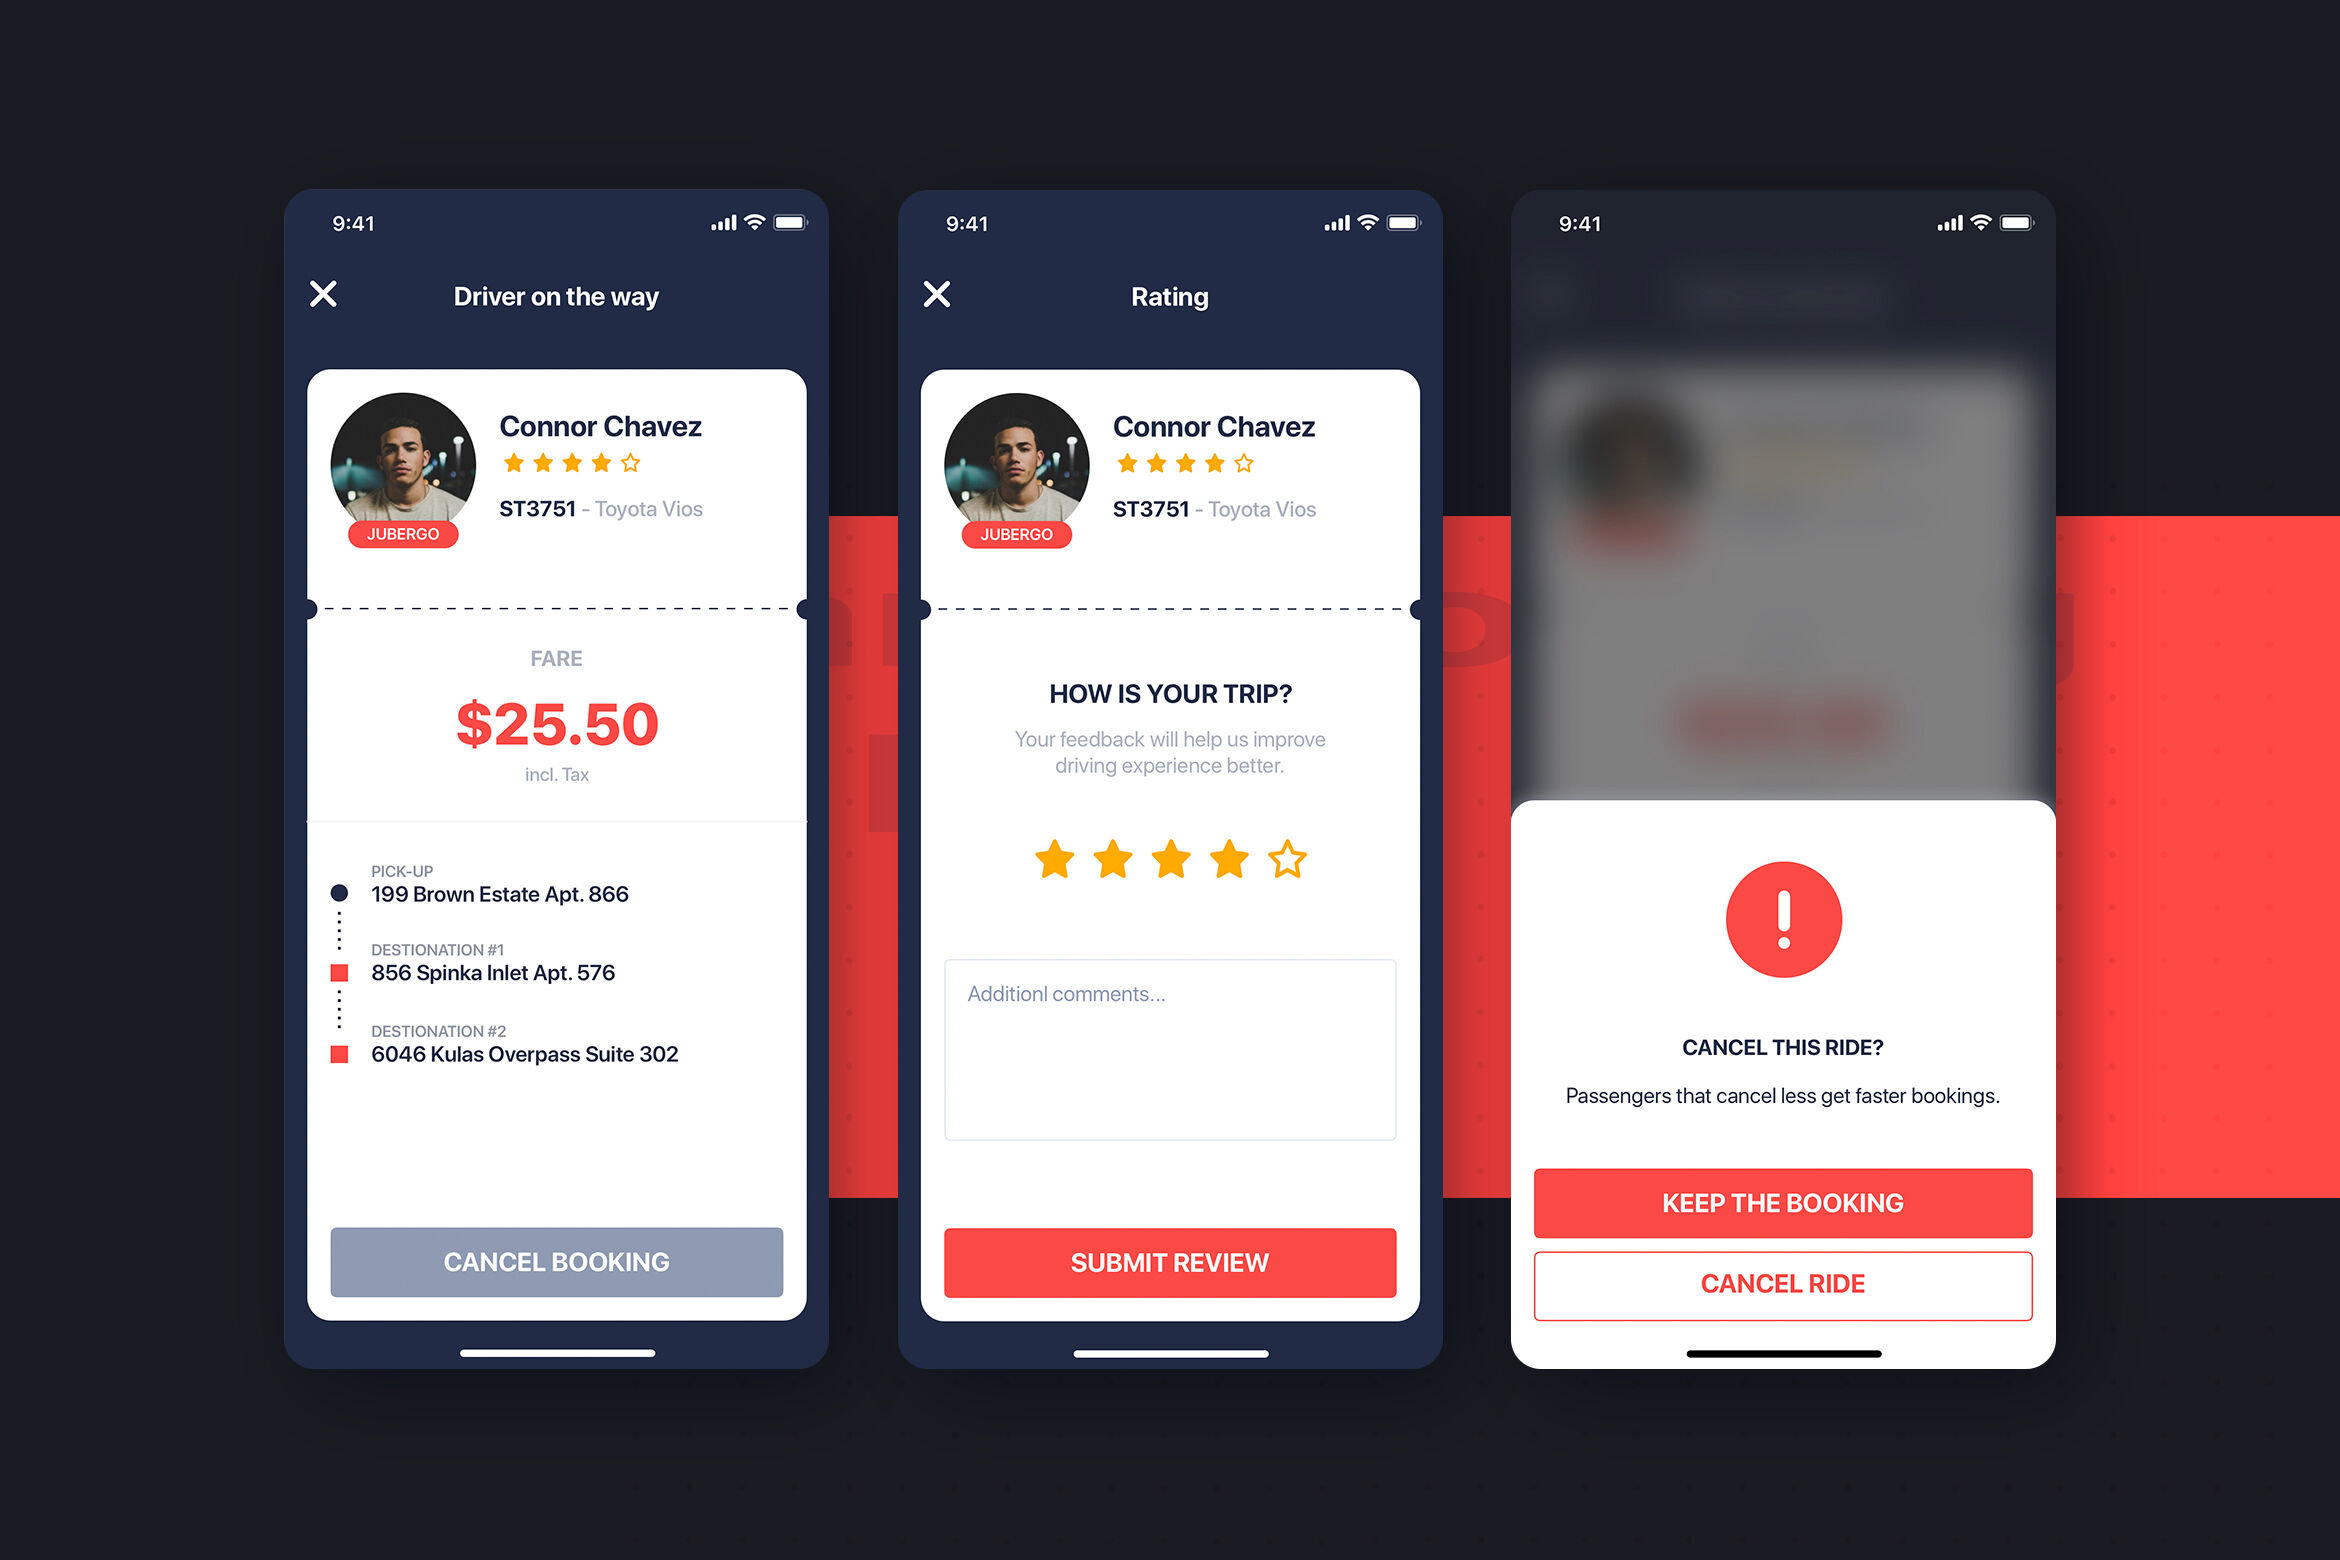 9:41
Driver on the way
Connor Chavez
ST3751 - Toyota Vios
JUBERGO
FARE
$25.50
incl. Tax
PICK-UP
199 Brown Estate Apt. 866
DESTIONATION #1
856 Spinka Inlet Apt. 576
DESTIONATION #2
6046 Kulas Overpass Suite 302
CANCEL BOOKING
9:41
Rating
Connor Chavez
ST3751 - Toyota Vios
JUBERGO
HOW IS YOUR TRIP?
Your feedback will help us improve
driving experience better.
Additionl comments...
SUBMIT REVIEW
9:41
CANCEL THIS RIDE?
Passengers that cancel less get faster bookings.
KEEP THE BOOKING
CANCEL RIDE